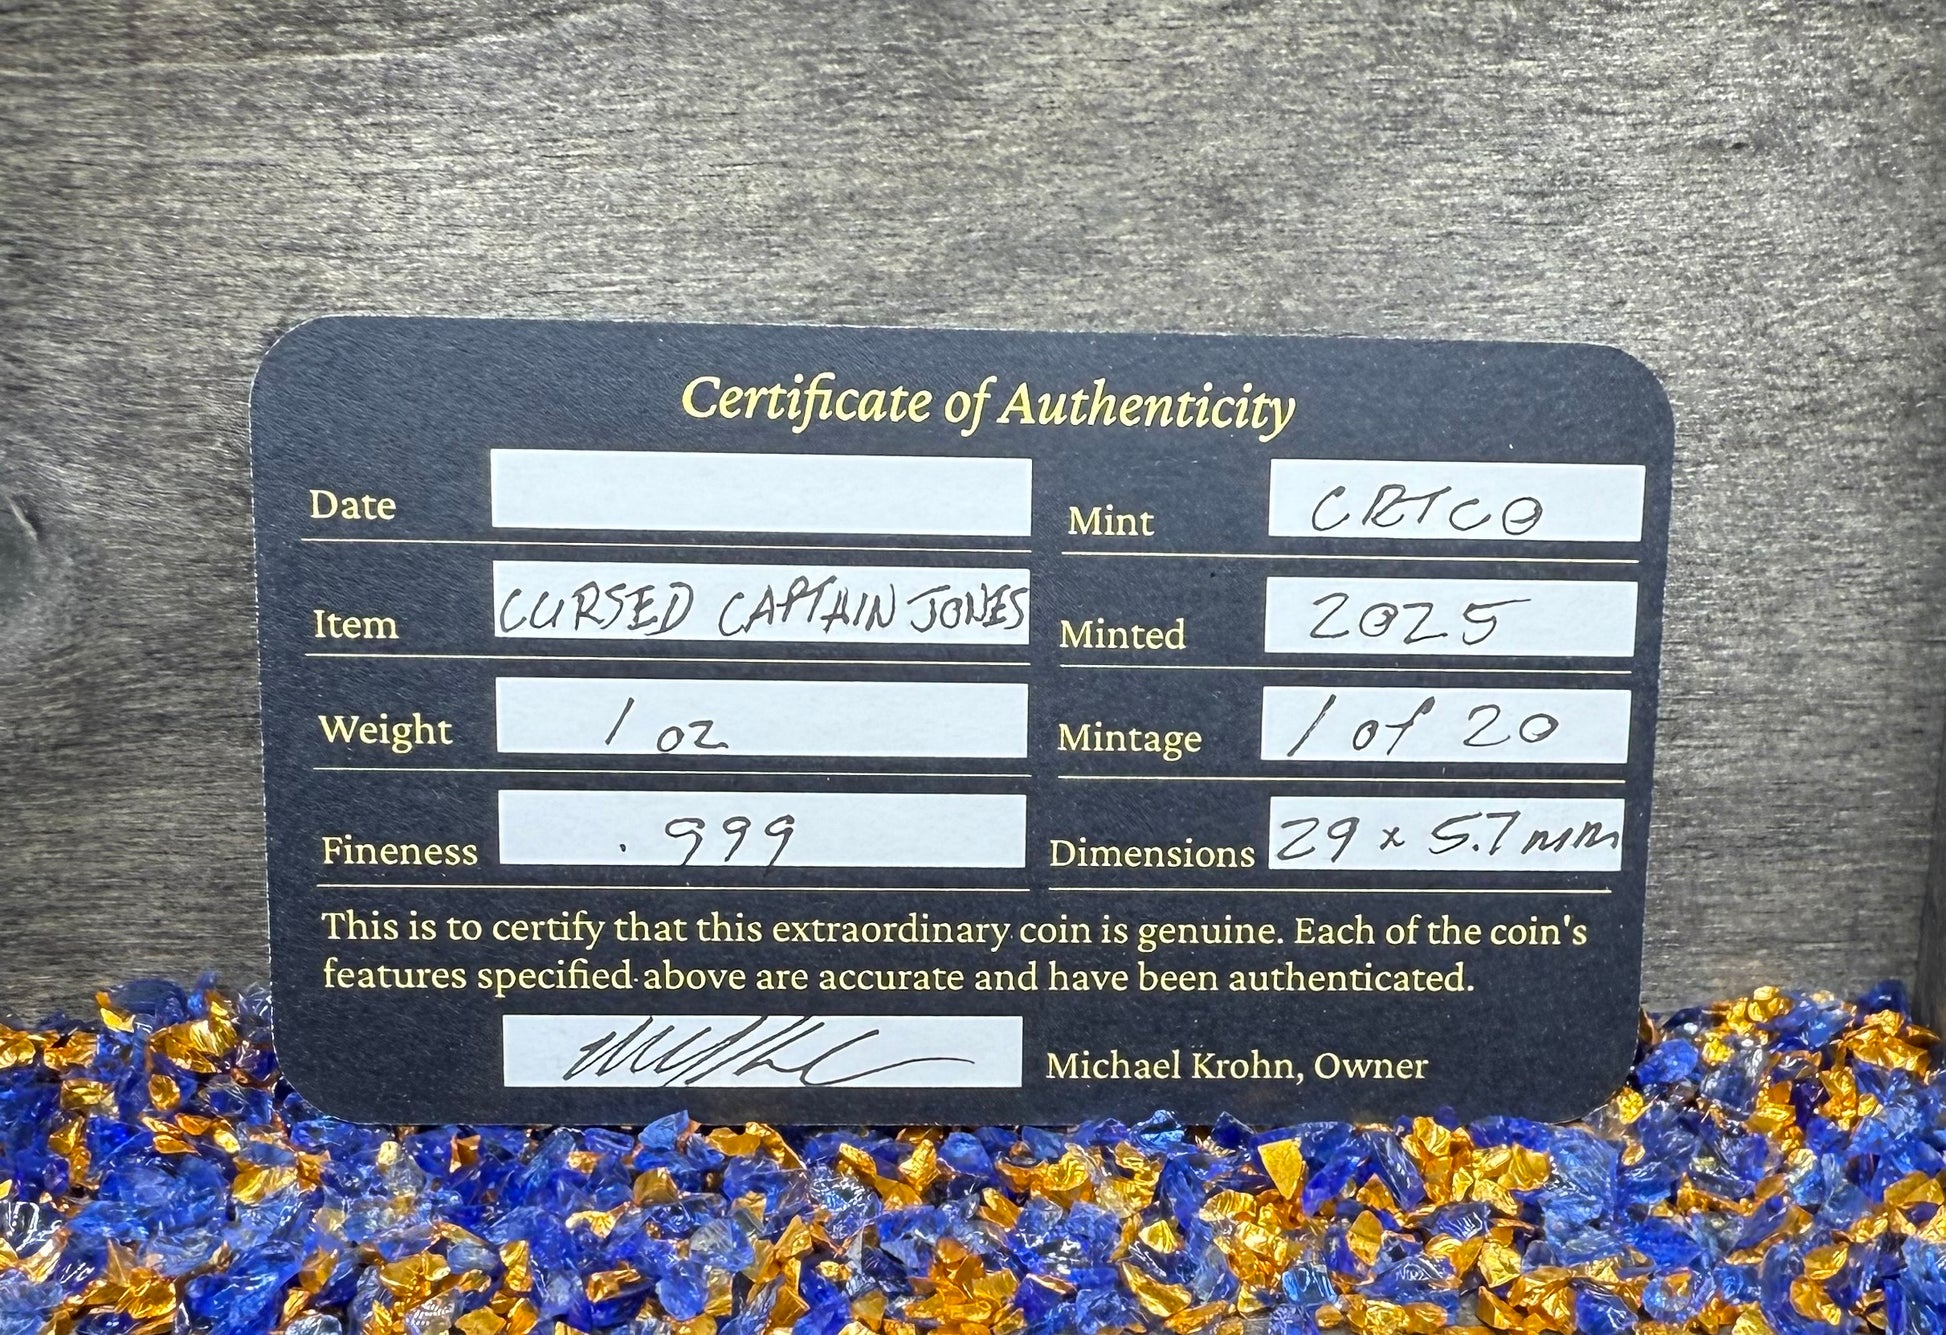 Certificate of Authenticity
Date
Item CURSED CAPTAIN JONES
Weight 1 oz
Fineness .999
Mint CRTCO
Minted 2025
Mintage 1 of 20
Dimensions 29 x 5.7mm
This is to certify that this extraordinary coin is genuine. Each of the coin's
features specified above are accurate and have been authenticated.
Michael Krohn, Owner